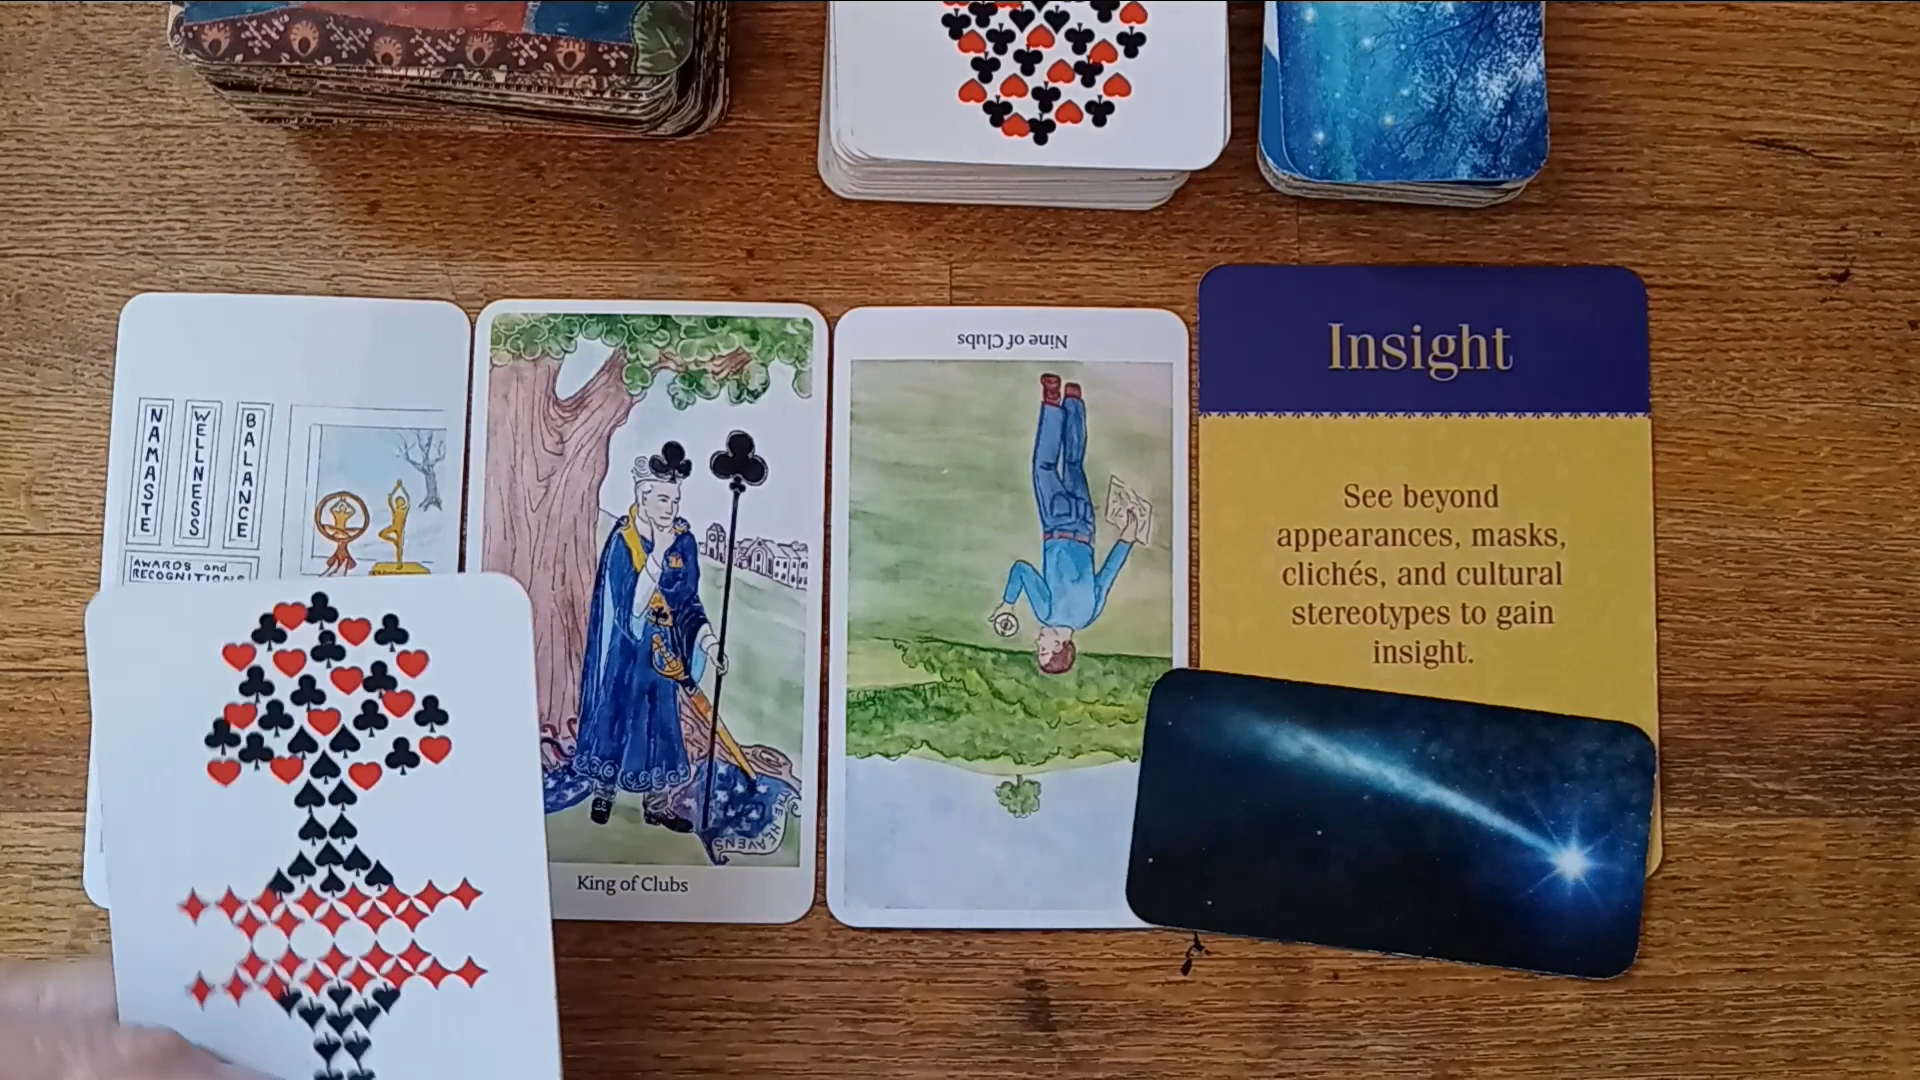 NAMASTE
WELLNESS
BALANCE
AWARDS and
RECOGNITIONS
King of Clubs
THE HEAVENS
Nine of Clubs
Insight
See beyond
appearances, masks,
clichés, and cultural
stereotypes to gain
insight.